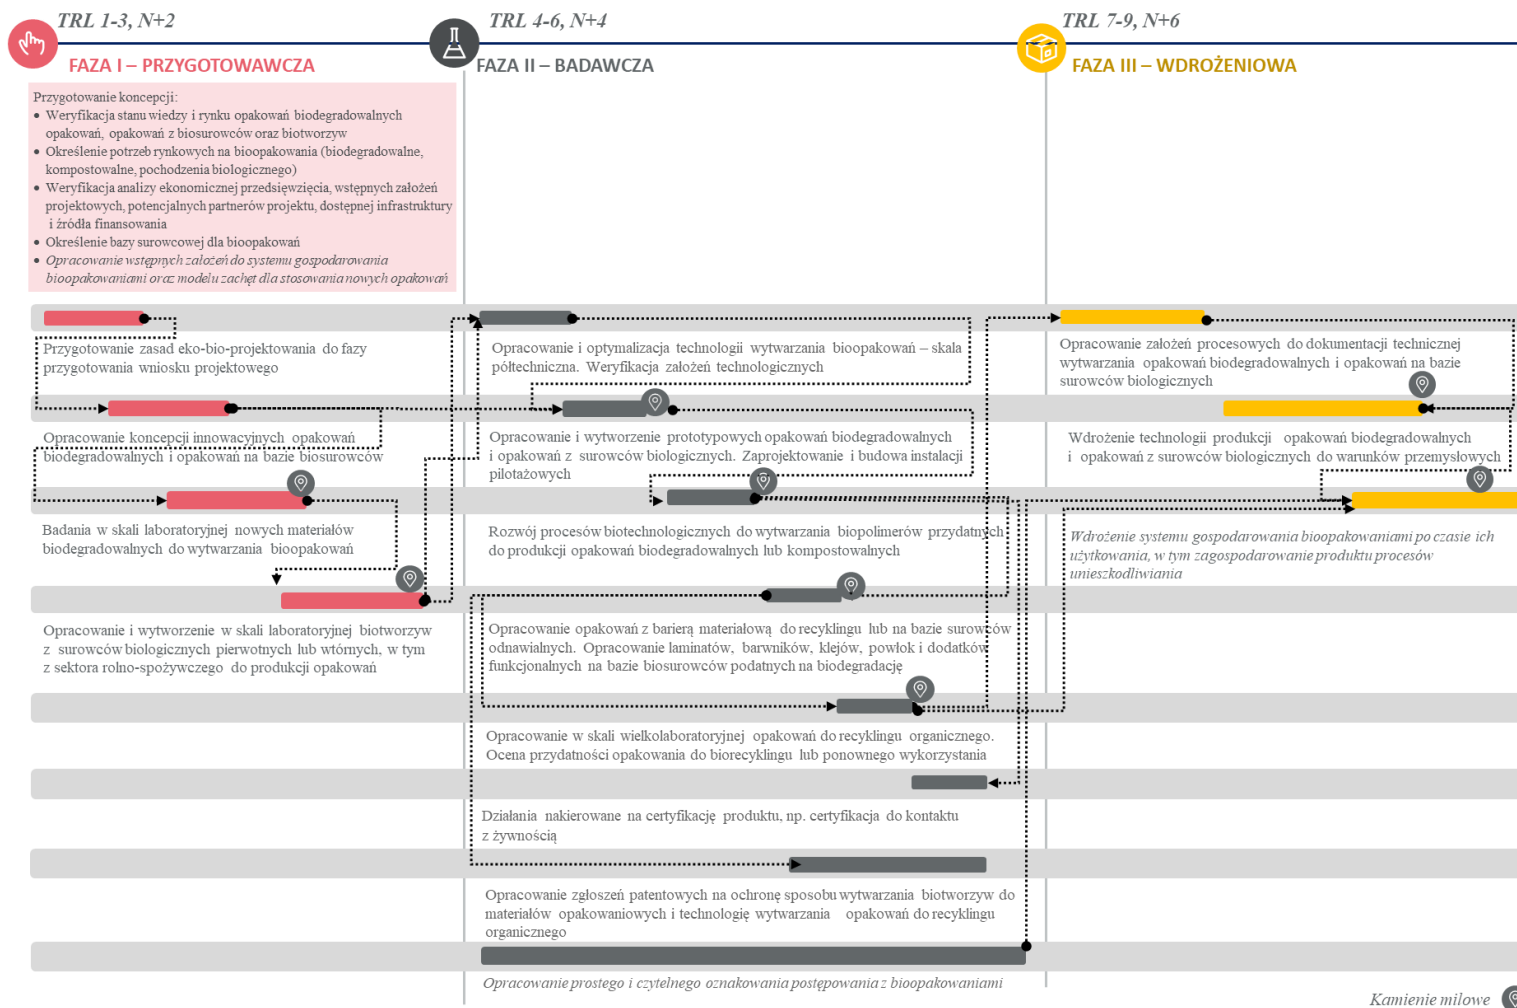 TRL 1-3, N+2
TRL 4-6, N+4
TRL 7-9, N+6
FAZA I – PRZYGOTOWAWCZA
FAZA II – BADAWCZA
FAZA III – WDROŻENIOWA
Przygotowanie koncepcji:
• Weryfikacja stanu wiedzy i rynku opakowań biodegradowalnych
opakowań, opakowań z biosurowców oraz biotworzyw
• Określenie potrzeb rynkowych na bioopakowania (biodegradowalne,
kompostowalne, pochodzenia biologicznego)
• Weryfikacja analizy ekonomicznej przedsięwzięcia, wstępnych założeń
projektowych, potencjalnych partnerów projektu, dostępnej infrastruktury
i źródła finansowania
• Określenie bazy surowcowej dla bioopakowań
• Opracowanie wstępnych założeń do systemu gospodarowania
bioopakowaniami oraz modelu zachęt dla stosowania nowych opakowań
Przygotowanie zasad eko-bio-projektowania do fazy
przygotowania wniosku projektowego
Opracowanie koncepcji innowacyjnych opakowań
biodegradowalnych i opakowań na bazie biosurowców
Badania w skali laboratoryjnej nowych materiałów
biodegradowalnych do wytwarzania bioopakowań
Opracowanie i wytworzenie w skali laboratoryjnej biotworzyw
z surowców biologicznych pierwotnych lub wtórnych, w tym
z sektora rolno-spożywczego do produkcji opakowań
Opracowanie i optymalizacja technologii wytwarzania bioopakowań – skala
półtechniczna. Weryfikacja założeń technologicznych
Opracowanie i wytworzenie prototypowych opakowań biodegradowalnych
i opakowań z surowców biologicznych. Zaprojektowanie i budowa instalacji
pilotażowych
Rozwój procesów biotechnologicznych do wytwarzania biopolimerów przydatnych
do produkcji opakowań biodegradowalnych lub kompostowalnych
Opracowanie opakowań z barierą materiałową do recyklingu lub na bazie surowców
odnawialnych. Opracowanie laminatów, barwników, klejów, powłok i dodatków
funkcjonalnych na bazie biosurowców podatnych na biodegradację
Opracowanie w skali wielkolaboratoryjnej opakowań do recyklingu organicznego.
Ocena przydatności opakowania do biorecyklingu lub ponownego wykorzystania
Działania nakierowane na certyfikację produktu, np. certyfikacja do kontaktu
z żywnością
Opracowanie zgłoszeń patentowych na ochronę sposobu wytwarzania biotworzyw do
materiałów opakowaniowych i technologię wytwarzania opakowań do recyklingu
organicznego
Opracowanie prostego i czytelnego oznakowania postępowania z bioopakowaniami
Opracowanie założeń procesowych do dokumentacji technicznej
wytwarzania opakowań biodegradowalnych i opakowań na bazie
surowców biologicznych
Wdrożenie technologii produkcji opakowań biodegradowalnych
i opakowań z surowców biologicznych do warunków przemysłowych
Wdrożenie systemu gospodarowania bioopakowaniami po czasie ich
użytkowania, w tym zagospodarowanie produktu procesów
unieszkodliwiania
Kamienie milowe